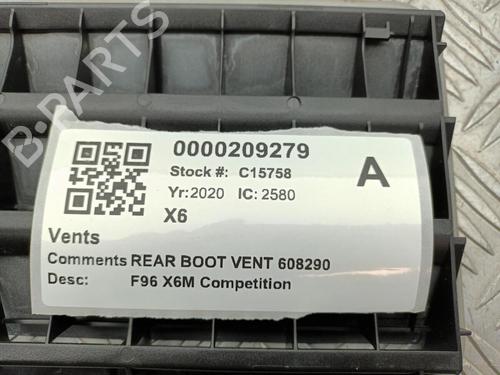 B-PARTS
0000209279
Stock #: C15758
A
Yr:2020 IC: 2580
X6
Vents
Comments REAR BOOT VENT 608290
Desc: F96 X6M Competition